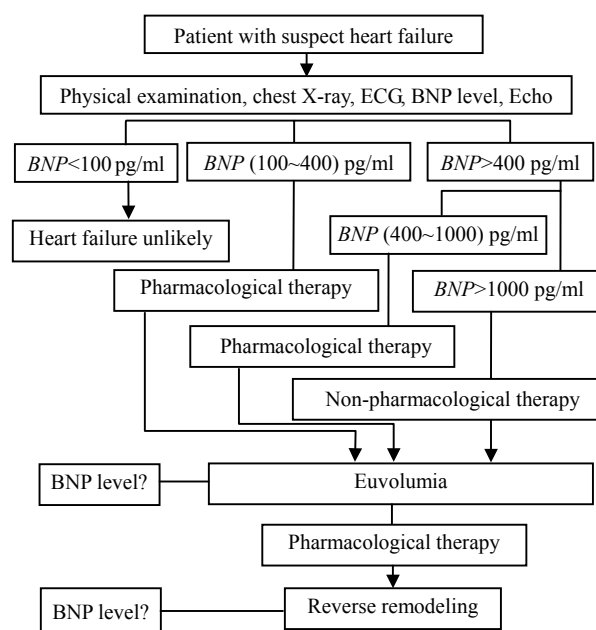 Patient with suspect heart failure
Physical examination, chest X-ray, ECG, BNP level, Echo
BNP<100 pg/ml
BNP (100~400) pg/ml
BNP>400 pg/ml
Heart failure unlikely
BNP (400~1000) pg/ml
Pharmacological therapy
BNP>1000 pg/ml
Pharmacological therapy
Non-pharmacological therapy
BNP level?
Euvolumia
Pharmacological therapy
BNP level?
Reverse remodeling